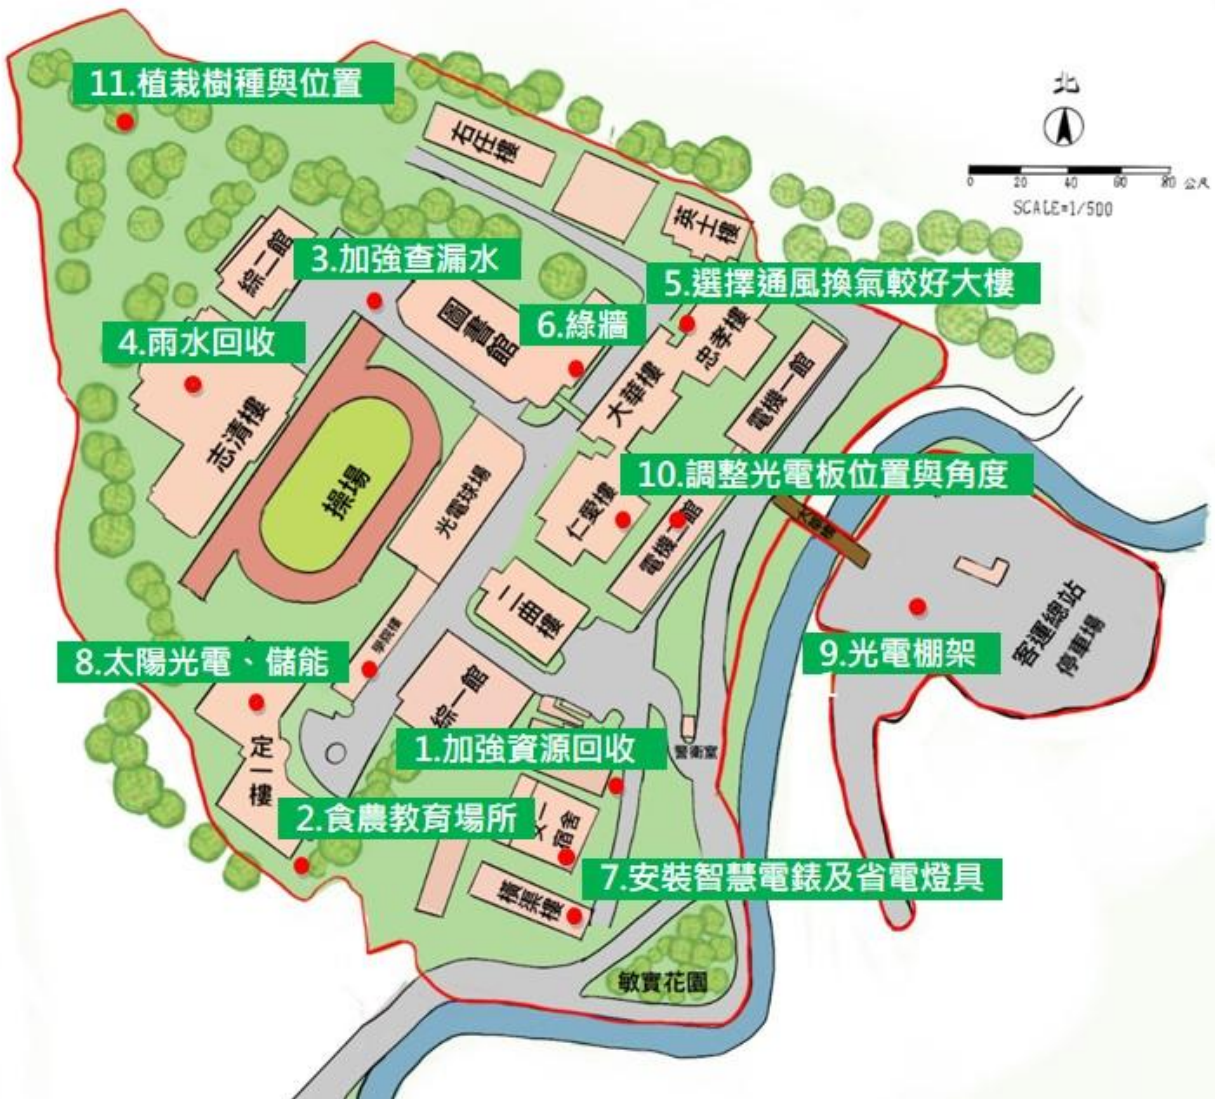 11.植栽樹種與位置
北
右任樓
0 20 40 60 80 公尺
SCALE=1/500
英士樓
綜二館
3.加強查漏水
5.選擇通風換氣較好大樓
圖書館
6.綠牆
忠孝樓
4.雨水回收
大華樓
電機一館
志清樓
操場
光電球場
10.調整光電板位置與角度
仁愛樓
電機二館
二曲樓
客運總站
停車場
學院樓
8.太陽光電、儲能
9.光電棚架
綜一館
定一樓
1.加強資源回收
警衛室
2.食農教育場所
宿舍
7.安裝智慧電錶及省電燈具
橫渠樓
敏實花園